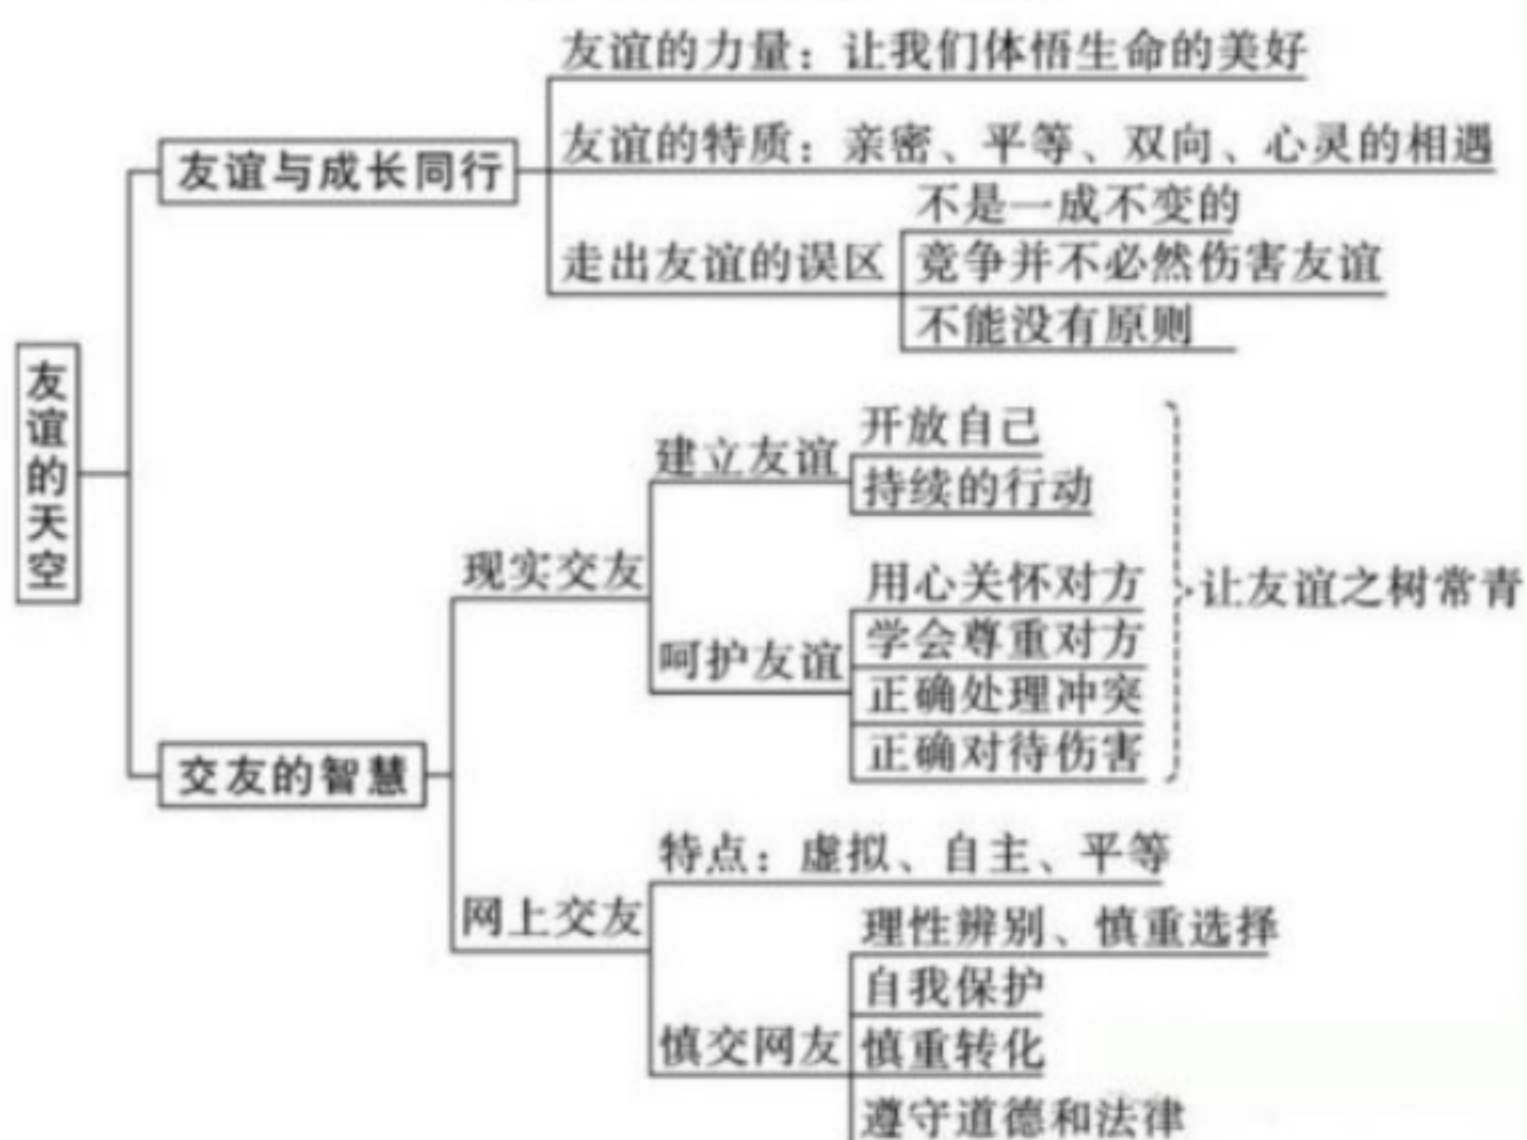 友谊的天空
友谊与成长同行
友谊的力量：让我们体悟生命的美好
友谊的特质：亲密、平等、双向、心灵的相遇
走出友谊的误区
不是一成不变的
竞争并不必然伤害友谊
不能没有原则
交友的智慧
现实交友
建立友谊
开放自己
持续的行动
呵护友谊
用心关怀对方
学会尊重对方
正确处理冲突
正确对待伤害
让友谊之树常青
网上交友
特点：虚拟、自主、平等
慎交网友
理性辨别、慎重选择
自我保护
慎重转化
遵守道德和法律